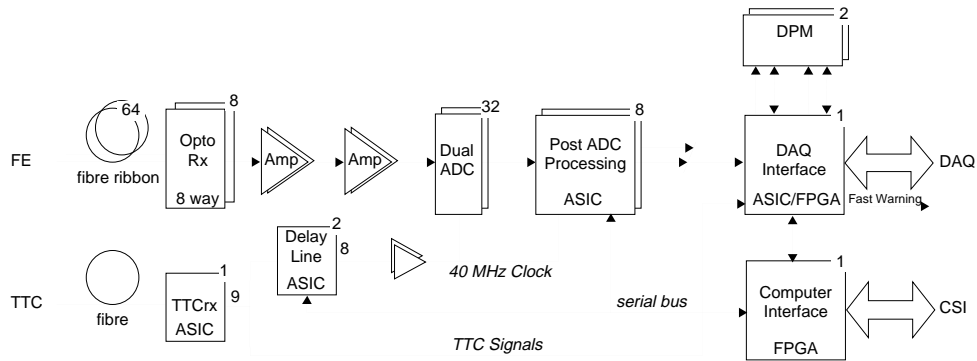 2
DPM
64
8
32
8
1
Opto
Rx
8 way
FE
fibre ribbon
Amp
Amp
Dual
ADC
Post ADC
Processing
ASIC
DAQ
Interface
ASIC/FPGA
DAQ
Fast Warning
2
8
Delay
Line
ASIC
40 MHz Clock
1
9
TTC
fibre
TTCrx
ASIC
serial bus
TTC Signals
1
Computer
Interface
FPGA
CSI